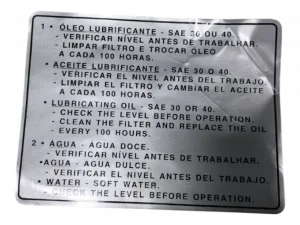 1 • ÓLEO LUBRIFICANTE - SAE 30 OU 40.
- VERIFICAR NÍVEL ANTES DE TRABALHAR.
- LIMPAR FILTRO E TROCAR ÓLEO
A CADA 100 HORAS.
• ACEITE LUBRIFICANTE - SAE 30 O 40.
- VERIFICAR EL NIVEL ANTES DEL TRABAJO.
- LIMPIAR EL FILTRO Y CAMBIAR EL ACEITE
A CADA 100 HORAS.
• LUBRICATING OIL - SAE 30 OR 40.
- CHECK THE LEVEL BEFORE OPERATION.
- CLEAN THE FILTER AND REPLACE THE OIL
EVERY 100 HOURS.
2 • ÁGUA - ÁGUA DOCE.
- VERIFICAR NÍVEL ANTES DE TRABALHAR.
• AGUA - AGUA DULCE.
- VERIFICAR EL NIVEL ANTES DEL TRABAJO.
• WATER - SOFT WATER.
- CHECK THE LEVEL BEFORE OPERATION.